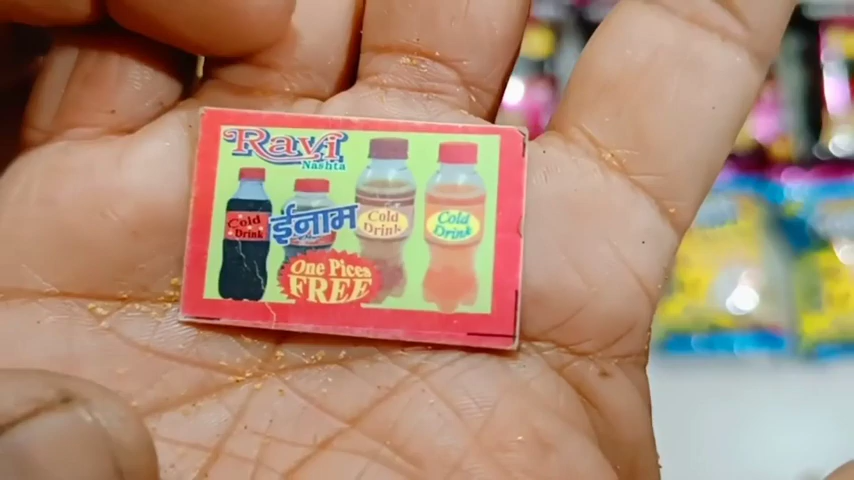 Ravi
Nashta
Cold
Drink
ईनाम
Cold
Drink
Cold
Drink
One Pices
FREE